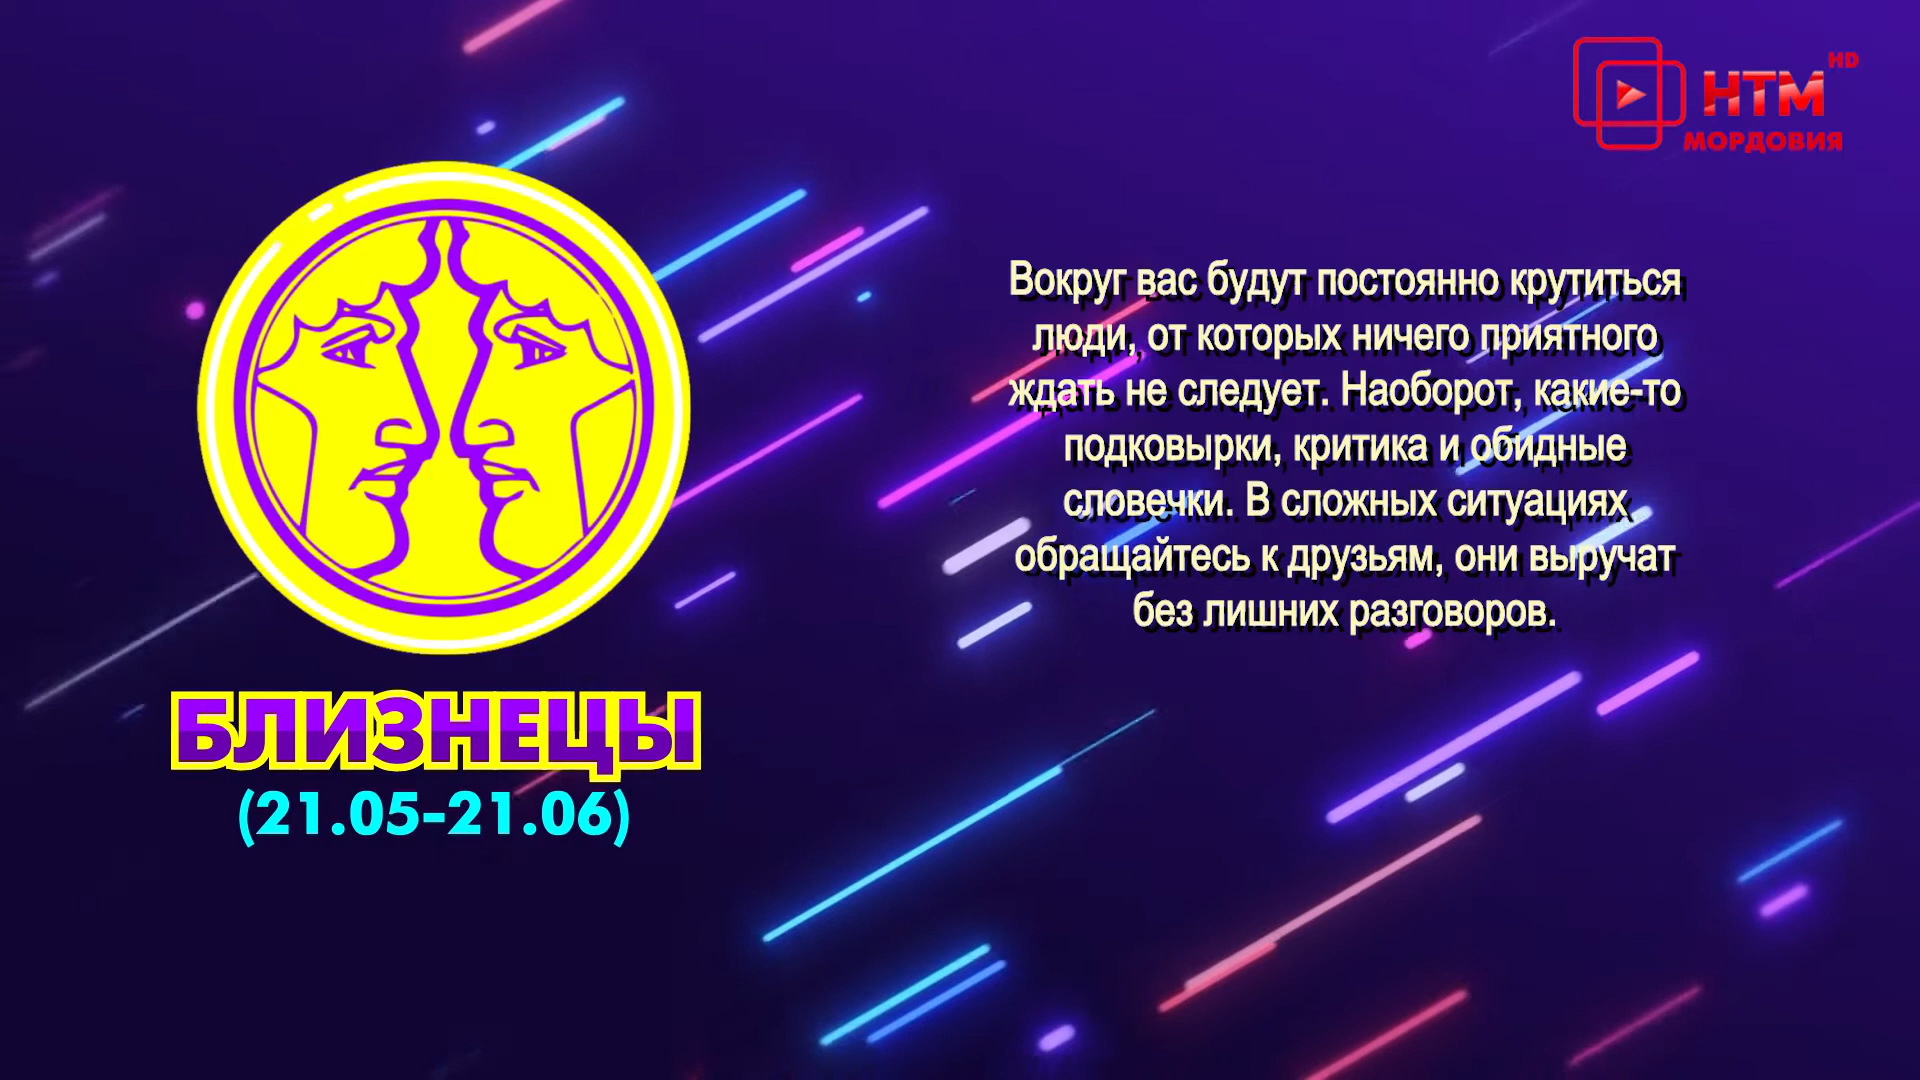 НТМ HD
МОРДОВИЯ
Вокруг вас будут постоянно крутиться
люди, от которых ничего приятного
ждать не следует. Наоборот, какие-то
подковырки, критика и обидные
словечки. В сложных ситуациях
обращайтесь к друзьям, они выручат
без лишних разговоров.
БЛИЗНЕЦЫ
(21.05-21.06)